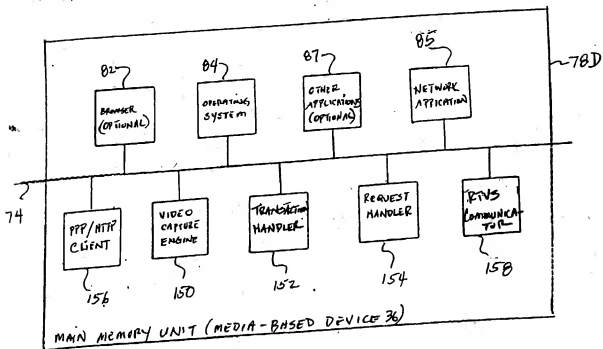 82
84
87
85
78D
BROWSER
(OPTIONAL)
OPERATING
SYSTEM
OTHER
APPLICATIONS
(OPTIONAL)
NETWORK
APPLICATION
74
PPP/HTTP
CLIENT
VIDEO
CAPTURE
ENGINE
TRANSACTION
HANDLER
REQUEST
HANDLER
RTVS
COMMUNICA-
TOR
156
150
152
154
158
MAIN MEMORY UNIT (MEDIA-BASED DEVICE 36)